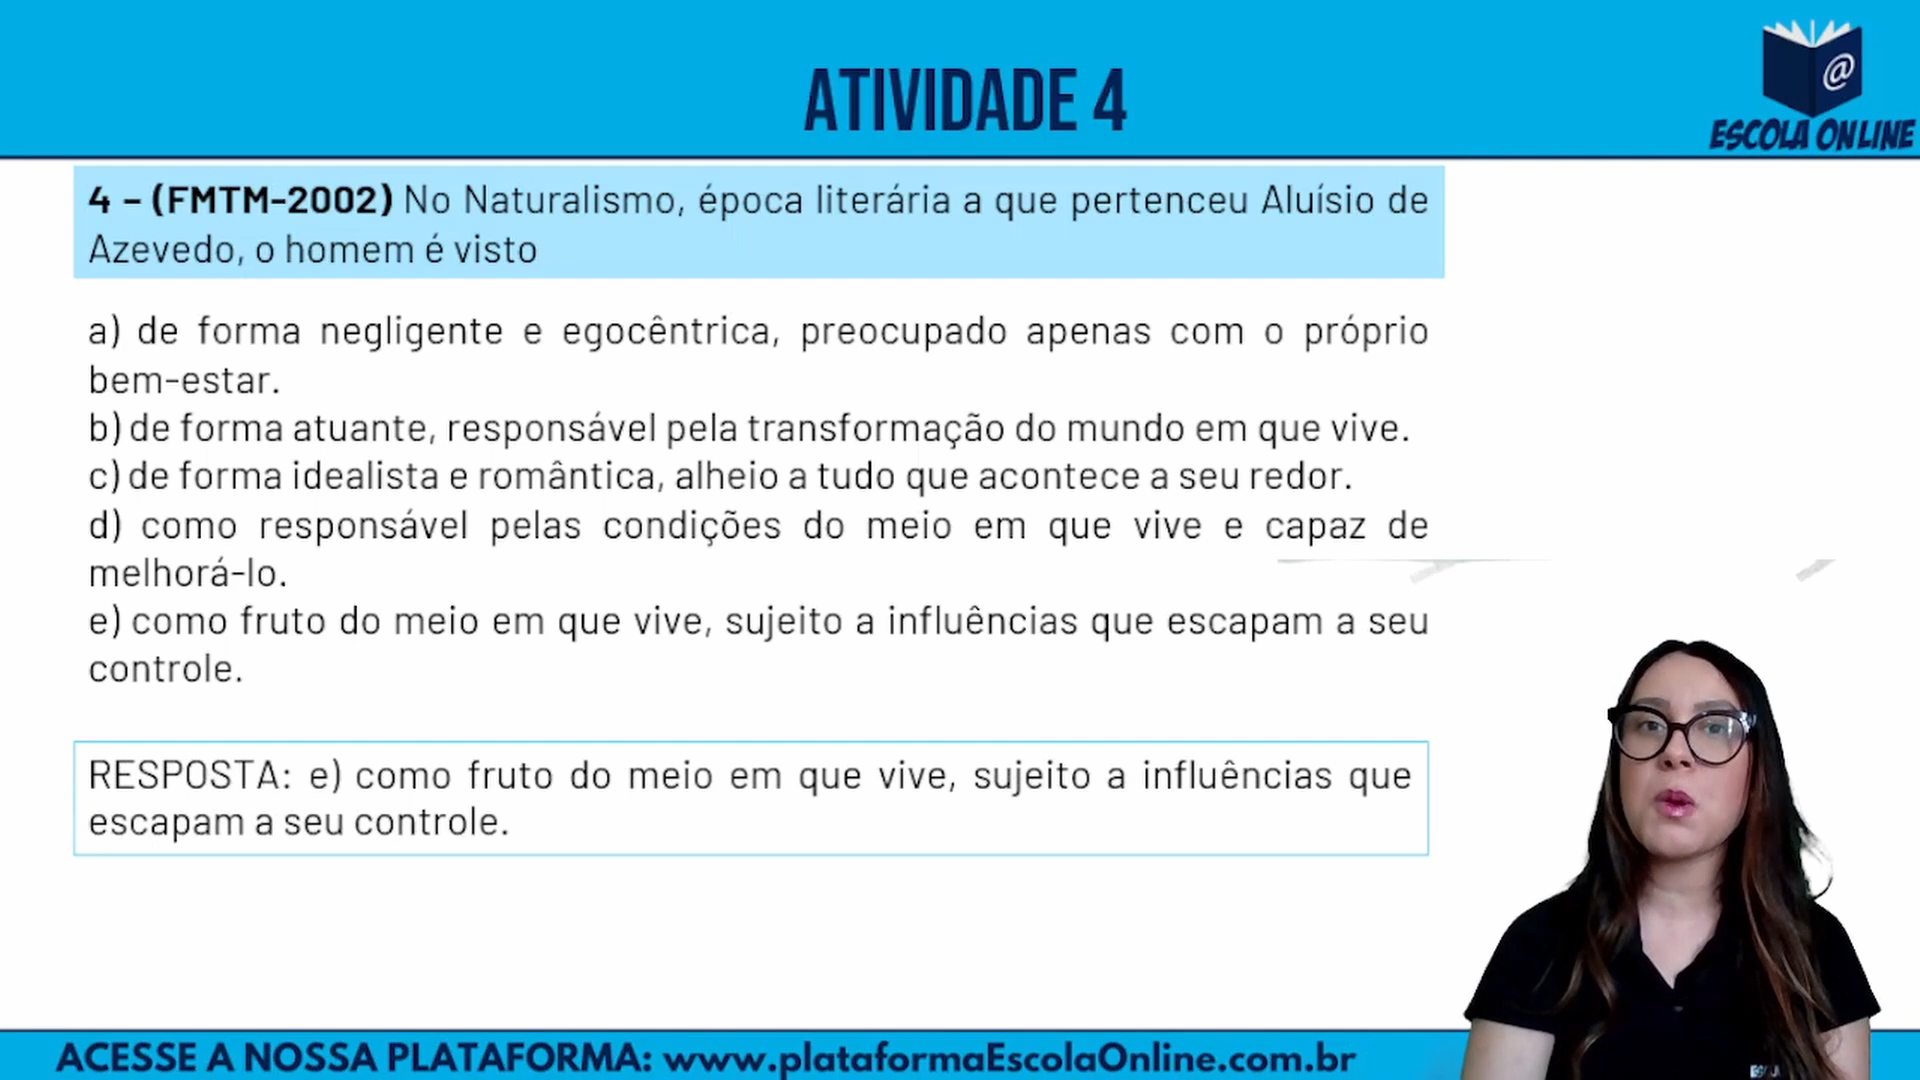 ATIVIDADE 4
@
ESCOLA ONLINE
4 – (FMTM-2002) No Naturalismo, época literária a que pertenceu Aluísio de
Azevedo, o homem é visto
a) de forma negligente e egocêntrica, preocupado apenas com o próprio
bem-estar.
b) de forma atuante, responsável pela transformação do mundo em que vive.
c) de forma idealista e romântica, alheio a tudo que acontece a seu redor.
d) como responsável pelas condições do meio em que vive e capaz de
melhorá-lo.
e) como fruto do meio em que vive, sujeito a influências que escapam a seu
controle.
RESPOSTA: e) como fruto do meio em que vive, sujeito a influências que
escapam a seu controle.
ACESSE A NOSSA PLATAFORMA: www.plataformaEscolaOnline.com.br